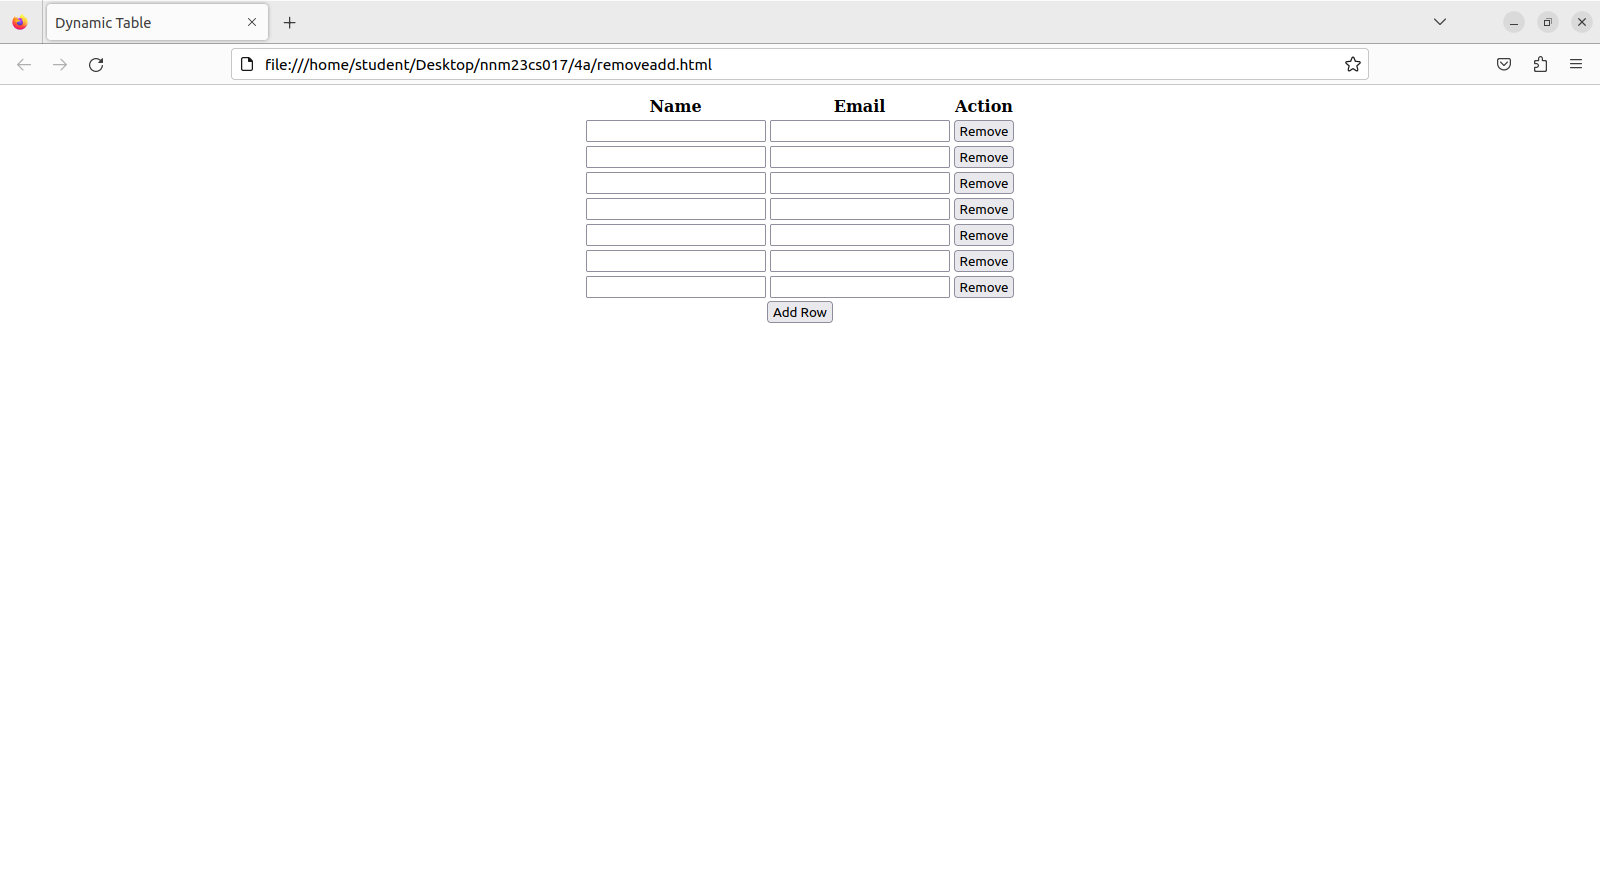 Dynamic Table
file:///home/student/Desktop/nnm23cs017/4a/removeadd.html
Name Email Action
Remove
Remove
Remove
Remove
Remove
Remove
Remove
Add Row